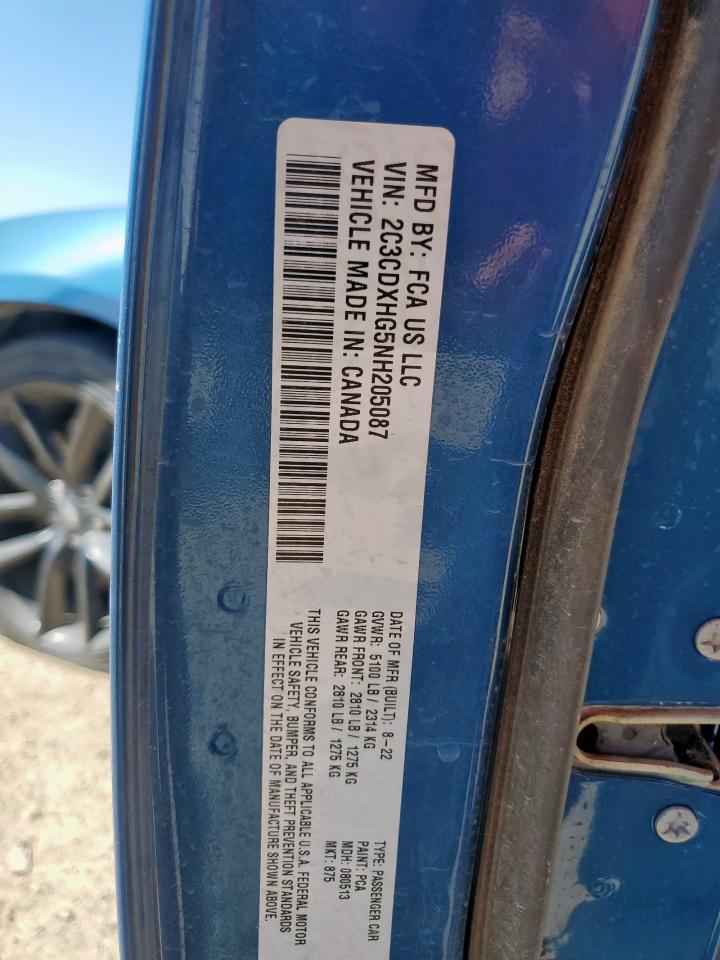 MFD BY: FCA US LLC
VIN: 2C3CDXHG5NH205087
VEHICLE MADE IN: CANADA
DATE OF MFR (BUILT): 8-22
GVWR: 5100 LB / 2314 KG
GAWR FRONT: 2810 LB / 1275 KG
GAWR REAR: 2810 LB / 1275 KG
TYPE: PASSENGER CAR
PAINT: PCA
MDH: 080513
MKT: 875
THIS VEHICLE CONFORMS TO ALL APPLICABLE U.S.A. FEDERAL MOTOR
VEHICLE SAFETY, BUMPER, AND THEFT PREVENTION STANDARDS
IN EFFECT ON THE DATE OF MANUFACTURE SHOWN ABOVE.